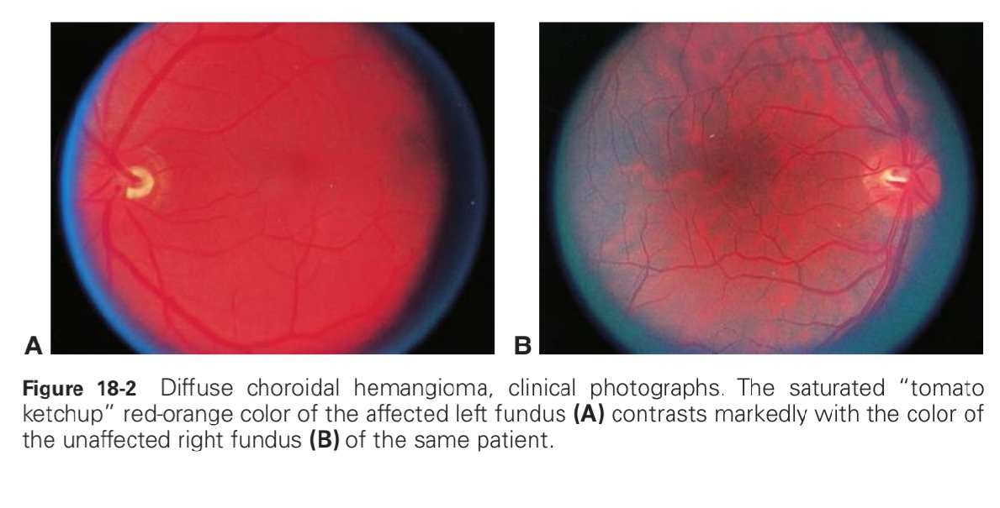 A
B
Figure 18-2 Diffuse choroidal hemangioma, clinical photographs. The saturated “tomato
ketchup” red-orange color of the affected left fundus (A) contrasts markedly with the color of
the unaffected right fundus (B) of the same patient.